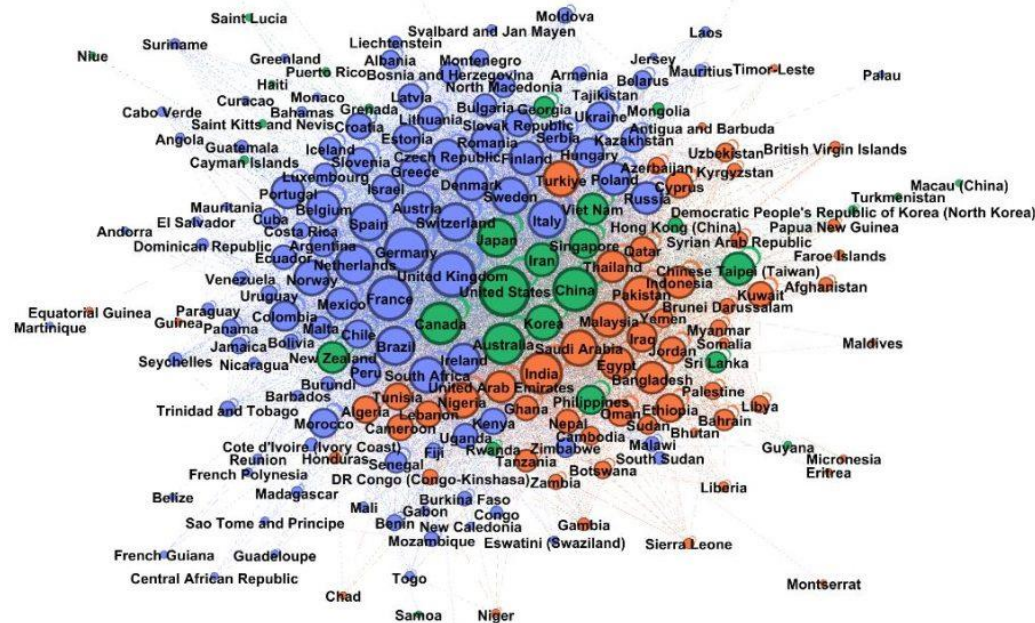 Saint Lucia
Moldova
Svalbard and Jan Mayen
Suriname
Liechtenstein
Laos
Niue
Greenland
Albania
Montenegro
Jersey
Puerto Rico
Bosnia and Herzegovina
Armenia
Belarus
Mauritius
Timor-Leste
Palau
Haiti
Monaco
North Macedonia
Curacao
Latvia
Tajikistan
Cabo Verde
Bahamas
Grenada
Bulgaria
Georgia
Ukraine
Mongolia
Saint Kitts and Nevis
Lithuania
Slovak Republic
Antigua and Barbuda
Angola
Croatia
Estonia
Romania
Serbia
Kazakhstan
Guatemala
Iceland
Czech Republic
Finland
Hungary
Uzbekistan
British Virgin Islands
Cayman Islands
Slovenia
Greece
Azerbaijan
Kyrgyzstan
Luxembourg
Israel
Denmark
Turkiye
Poland
Cyprus
Macau (China)
Portugal
Sweden
Russia
Turkmenistan
Mauritania
Belgium
Austria
Viet Nam
Democratic People's Republic of Korea (North Korea)
El Salvador
Cuba
Spain
Switzerland
Italy
Hong Kong (China)
Papua New Guinea
Andorra
Costa Rica
Japan
Singapore
Syrian Arab Republic
Dominican Republic
Argentina
Germany
Iran
Qatar
Faroe Islands
Ecuador
Netherlands
Thailand
Chinese Taipei (Taiwan)
Venezuela
Norway
United Kingdom
Indonesia
Afghanistan
Uruguay
Mexico
France
United States
China
Pakistan
Kuwait
Equatorial Guinea
Paraguay
Colombia
Brunei Darussalam
Martinique
Guinea
Panama
Malta
Chile
Canada
Korea
Malaysia
Yemen
Myanmar
Jamaica
Bolivia
Brazil
Australia
Saudi Arabia
Iraq
Jordan
Somalia
Maldives
Seychelles
Nicaragua
New Zealand
Peru
Ireland
Egypt
Sri Lanka
Burundi
South Africa
India
Bangladesh
Barbados
Tunisia
United Arab Emirates
Palestine
Trinidad and Tobago
Algeria
Lebanon
Nigeria
Ghana
Philippines
Oman
Ethiopia
Libya
Morocco
Cameroon
Kenya
Nepal
Sudan
Bahrain
Cote d'Ivoire (Ivory Coast)
Uganda
Cambodia
Bhutan
Reunion
Honduras
Fiji
Rwanda
Zimbabwe
Malawi
Guyana
French Polynesia
Senegal
Tanzania
South Sudan
Micronesia
DR Congo (Congo-Kinshasa)
Botswana
Eritrea
Belize
Madagascar
Zambia
Liberia
Mali
Burkina Faso
Sao Tome and Principe
Gabon
Congo
Benin
New Caledonia
Gambia
Mozambique
Eswatini (Swaziland)
Sierra Leone
French Guiana
Guadeloupe
Central African Republic
Togo
Montserrat
Chad
Samoa
Niger